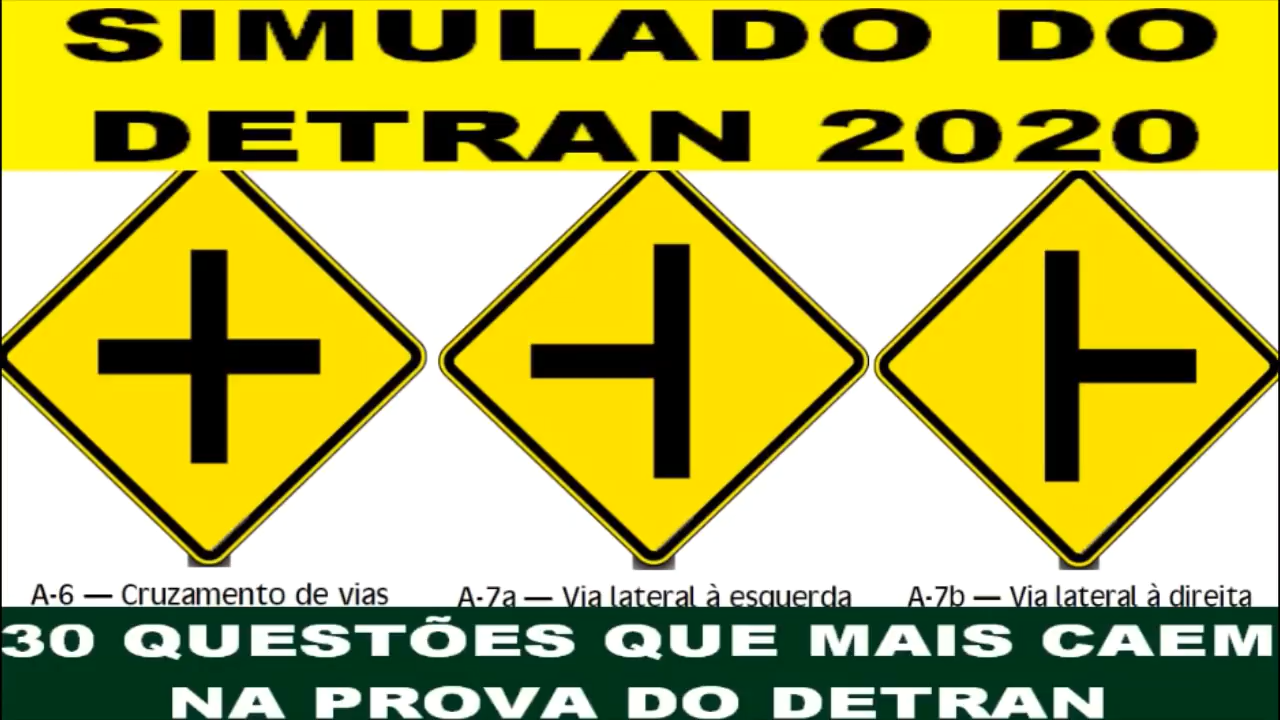 SIMULADO DO
DETRAN 2020
A-6 — Cruzamento de vias
A-7a — Via lateral à esquerda
A-7b — Via lateral à direita
30 QUESTÕES QUE MAIS CAEM
NA PROVA DO DETRAN